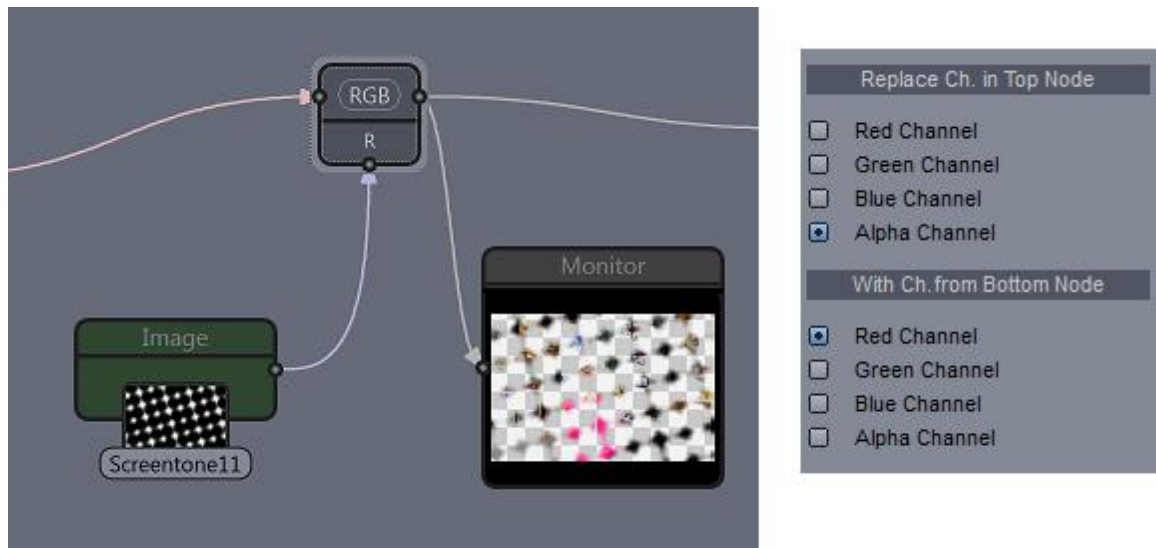 RGB
R
Monitor
Image
Screentone11
Replace Ch. in Top Node
Red Channel
Green Channel
Blue Channel
Alpha Channel
With Ch. from Bottom Node
Red Channel
Green Channel
Blue Channel
Alpha Channel